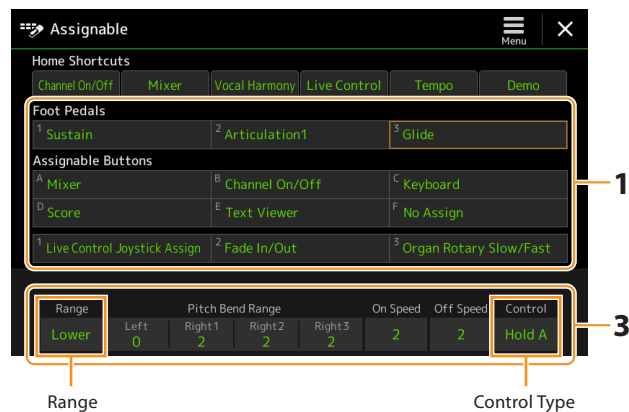 Assignable
Menu
Home Shortcuts
Channel On/Off Mixer Vocal Harmony Live Control Tempo Demo
Foot Pedals
1 Sustain 2 Articulation1 3 Glide
Assignable Buttons
A Mixer B Channel On/Off C Keyboard
1
D Score E Text Viewer F No Assign
1 Live Control Joystick Assign 2 Fade In/Out 3 Organ Rotary Slow/Fast
Range Pitch Bend Range On Speed Off Speed Control
Left Right1 Right2 Right3
Lower 0 2 2 2 2 2 Hold A
3
Range Control Type